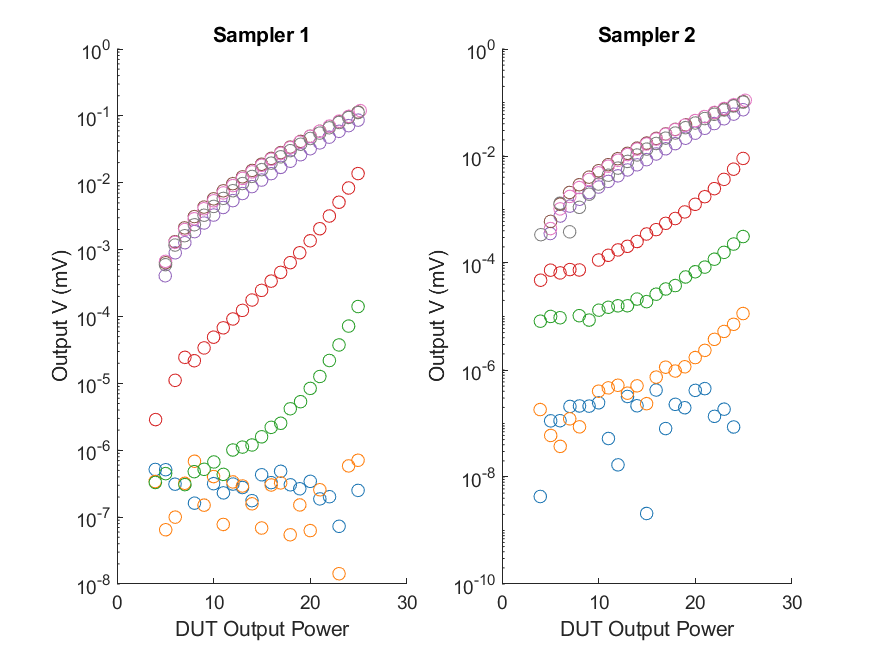 Sampler 1
Output V (mV)
10^0
10^-1
10^-2
10^-3
10^-4
10^-5
10^-6
10^-7
10^-8
0 10 20 30
DUT Output Power
Sampler 2
Output V (mV)
10^0
10^-2
10^-4
10^-6
10^-8
10^-10
0 10 20 30
DUT Output Power